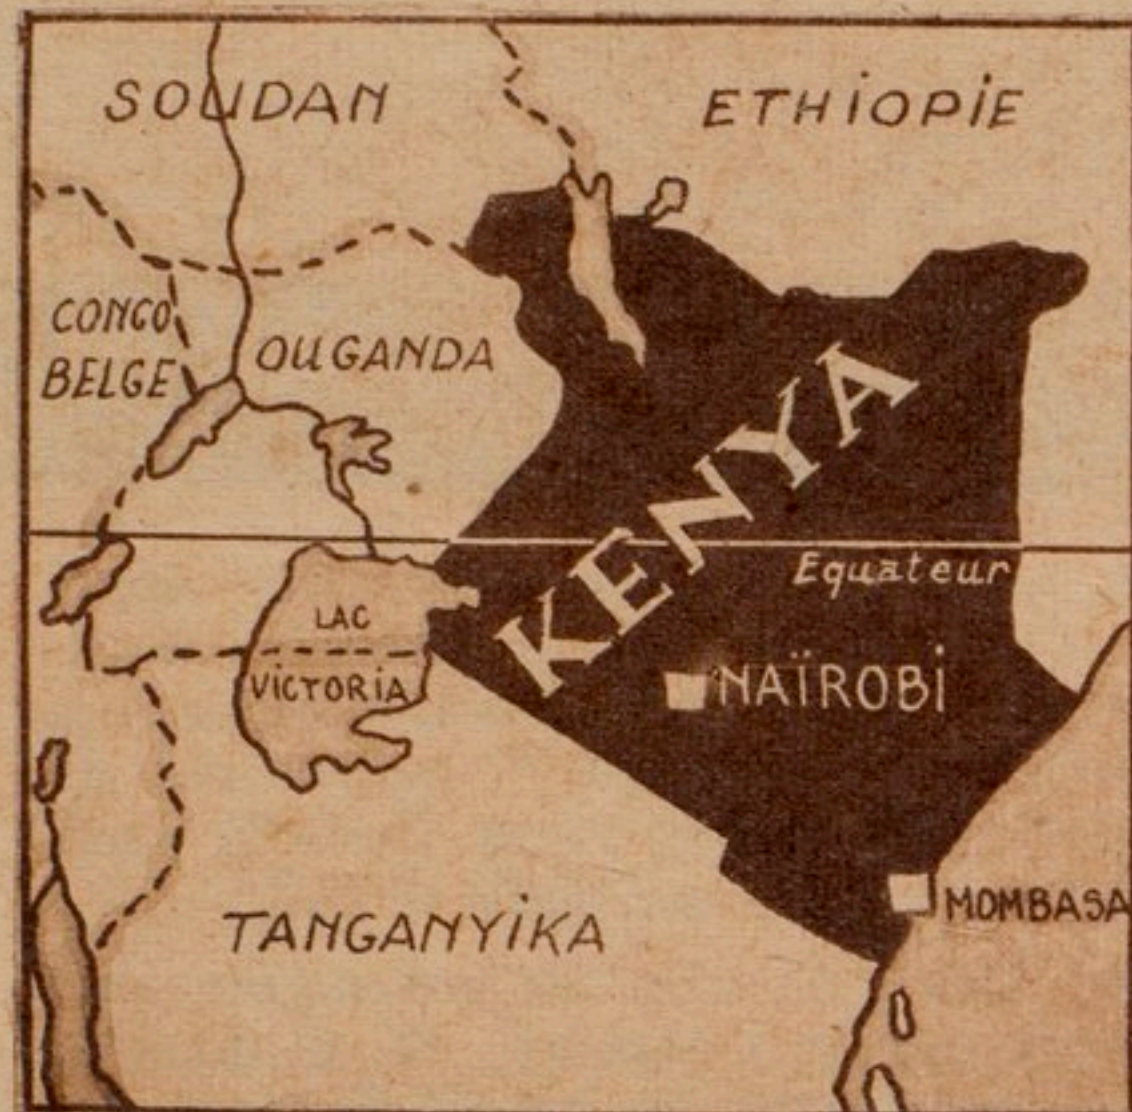 SOUDAN
ETHIOPIE
CONGO
BELGE
OUGANDA
KENYA
Equateur
LAC
VICTORIA
NAÏROBI
TANGANYIKA
MOMBASA